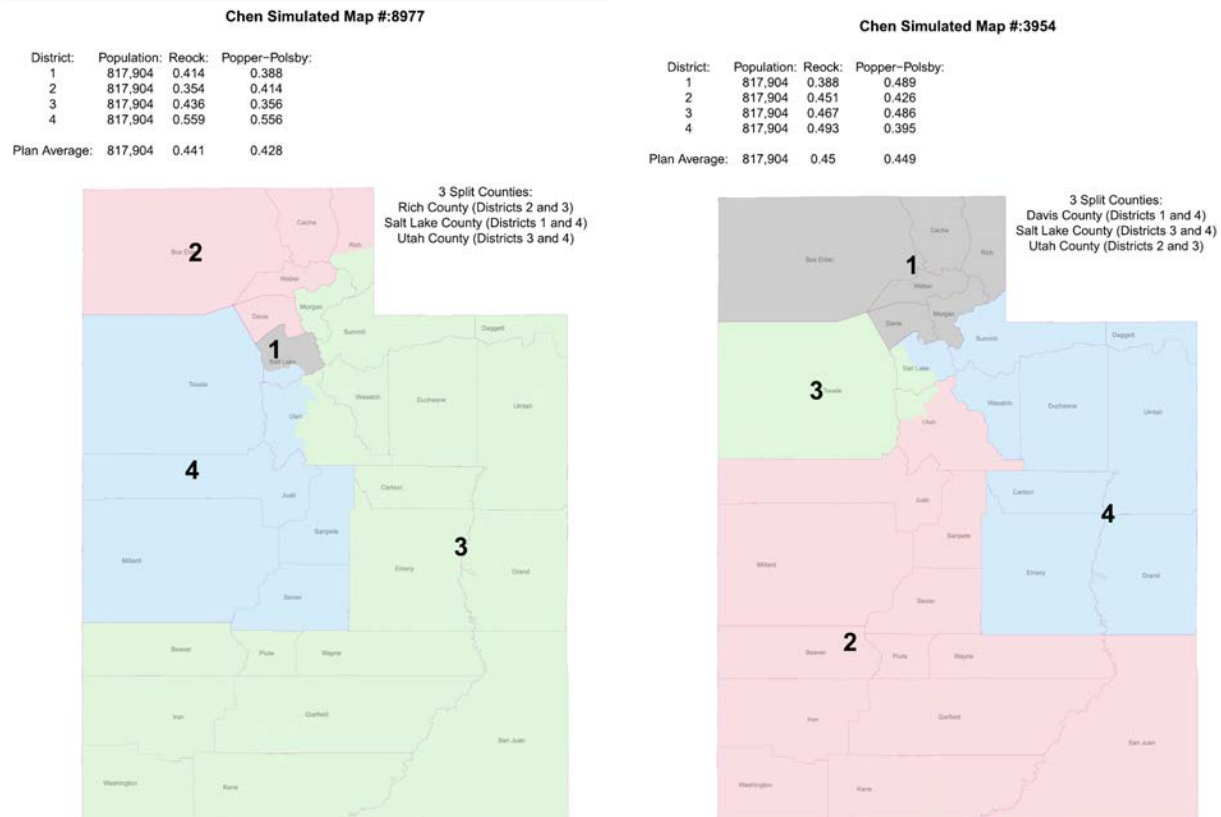 Chen Simulated Map #:8977
District: Population: Reock: Popper−Polsby:
1 817,904 0.414 0.388
2 817,904 0.354 0.414
3 817,904 0.436 0.356
4 817,904 0.559 0.556
Plan Average: 817,904 0.441 0.428
3 Split Counties:
Rich County (Districts 2 and 3)
Salt Lake County (Districts 1 and 4)
Utah County (Districts 3 and 4)
Cache
Rich
Box Elder
2
Weber
Davis
Morgan
1
Salt Lake
Summit
Daggett
Tooele
Wasatch
Duchesne
Uintah
Utah
4
Carbon
Juab
Sanpete
3
Millard
Emery
Grand
Sevier
Beaver
Piute
Wayne
Iron
Garfield
San Juan
Washington
Kane
Chen Simulated Map #:3954
District: Population: Reock: Popper−Polsby:
1 817,904 0.388 0.489
2 817,904 0.451 0.426
3 817,904 0.467 0.486
4 817,904 0.493 0.395
Plan Average: 817,904 0.45 0.449
3 Split Counties:
Davis County (Districts 1 and 4)
Salt Lake County (Districts 3 and 4)
Utah County (Districts 2 and 3)
Cache
Box Elder
1
Rich
Weber
Morgan
Davis
Summit
Daggett
Salt Lake
3
Tooele
Wasatch
Duchesne
Uintah
Utah
Carbon
Juab
4
Sanpete
Millard
Emery
Grand
Sevier
2
Beaver
Piute
Wayne
Iron
Garfield
San Juan
Washington
Kane